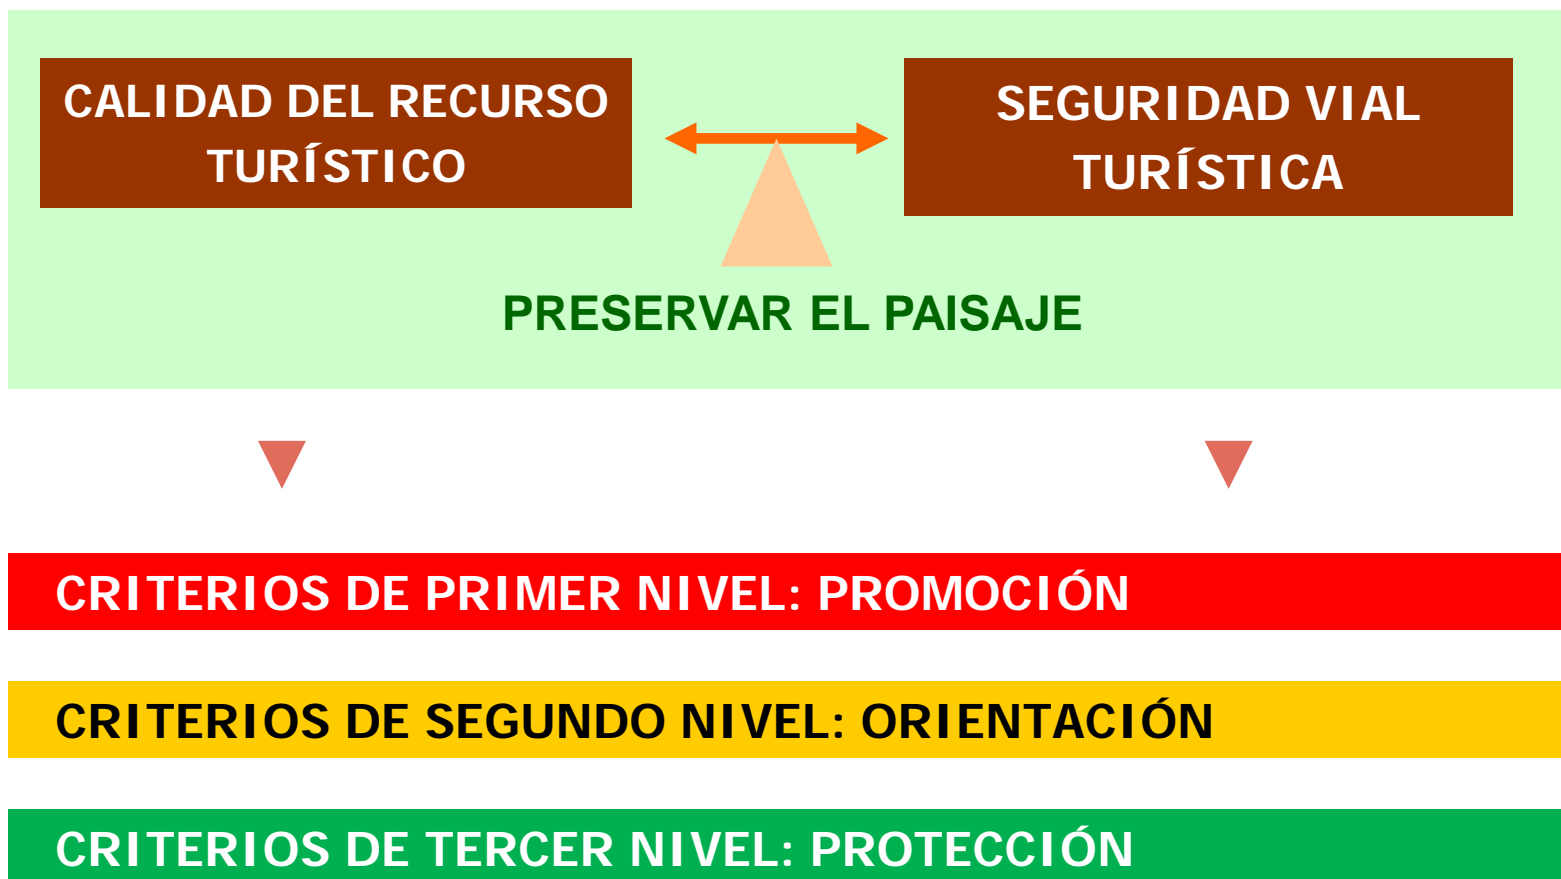 CALIDAD DEL RECURSO
TURÍSTICO
SEGURIDAD VIAL
TURÍSTICA
PRESERVAR EL PAISAJE
CRITERIOS DE PRIMER NIVEL: PROMOCIÓN
CRITERIOS DE SEGUNDO NIVEL: ORIENTACIÓN
CRITERIOS DE TERCER NIVEL: PROTECCIÓN